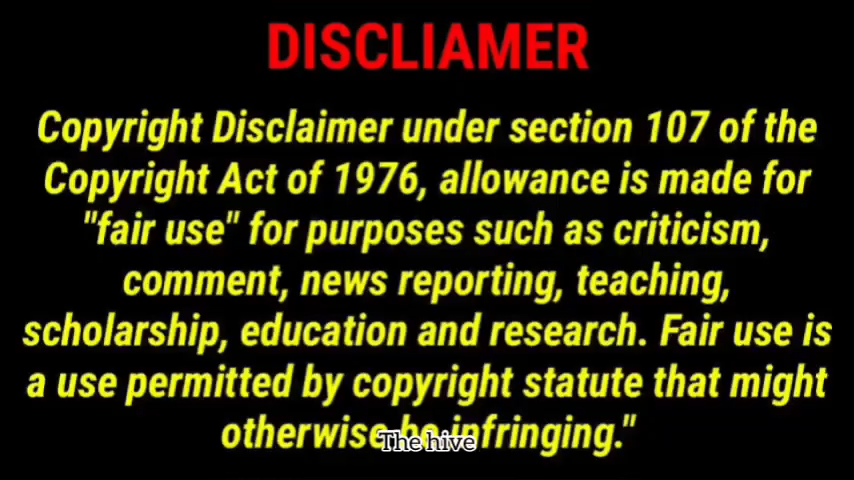 DISCLIAMER
Copyright Disclaimer under section 107 of the
Copyright Act of 1976, allowance is made for
"fair use" for purposes such as criticism,
comment, news reporting, teaching,
scholarship, education and research. Fair use is
a use permitted by copyright statute that might
otherwise be infringing."
The hive